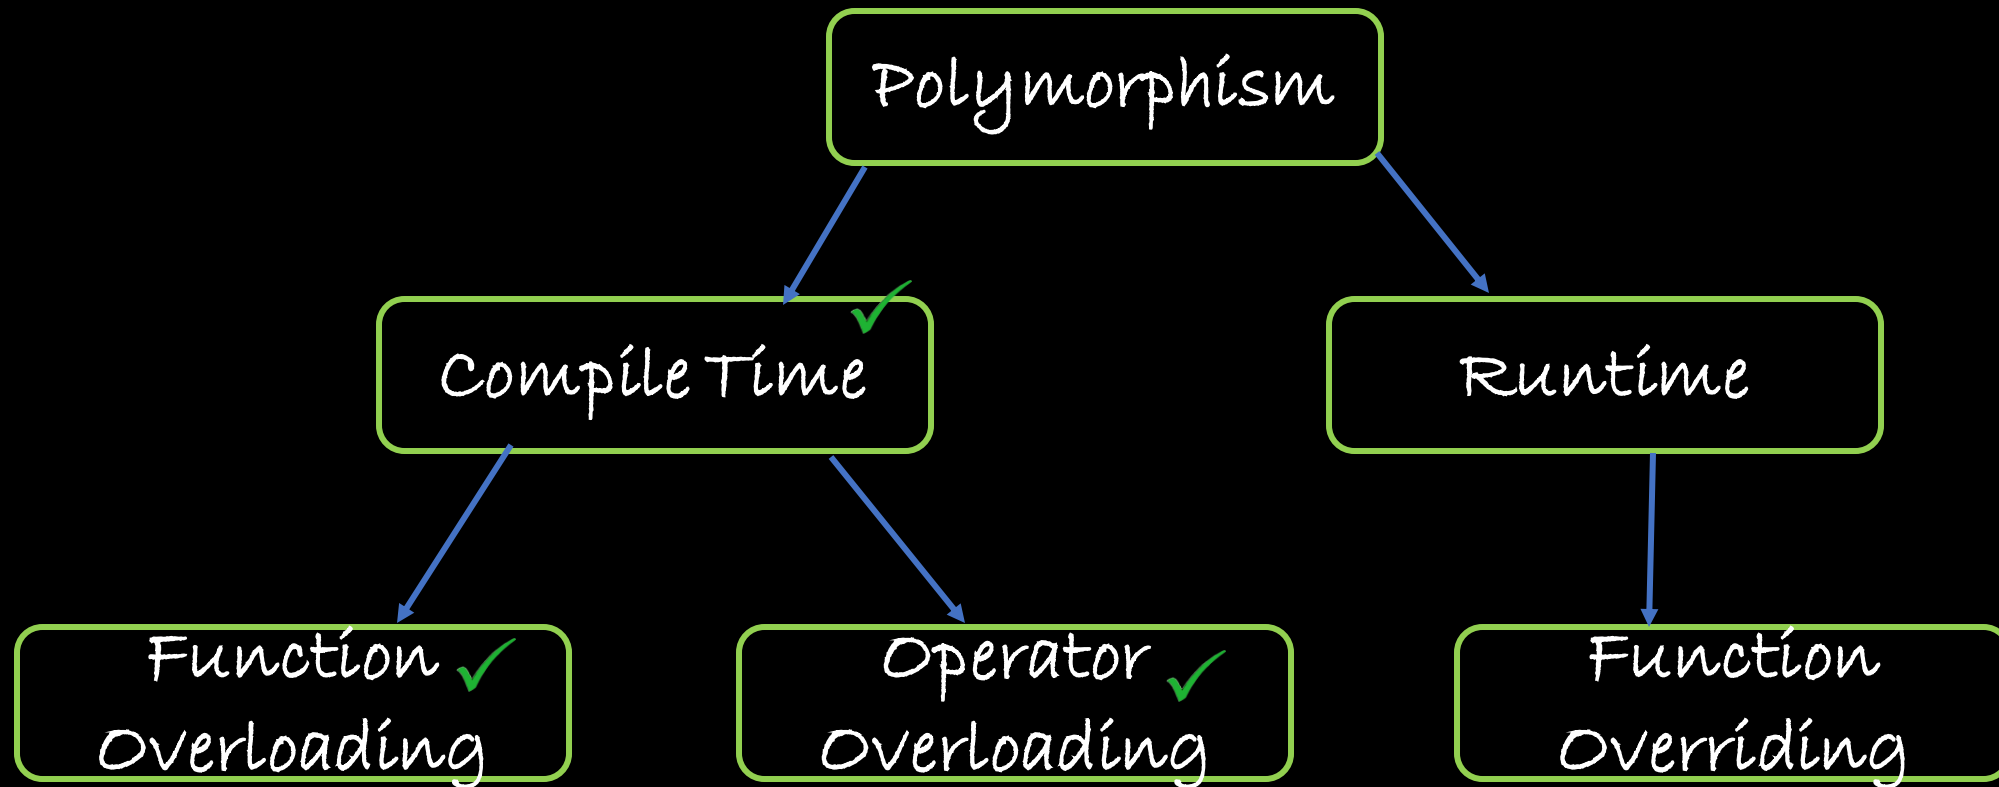 Polymorphism
Compile Time
Runtime
Function
Overloading
Operator
Overloading
Function
Overriding